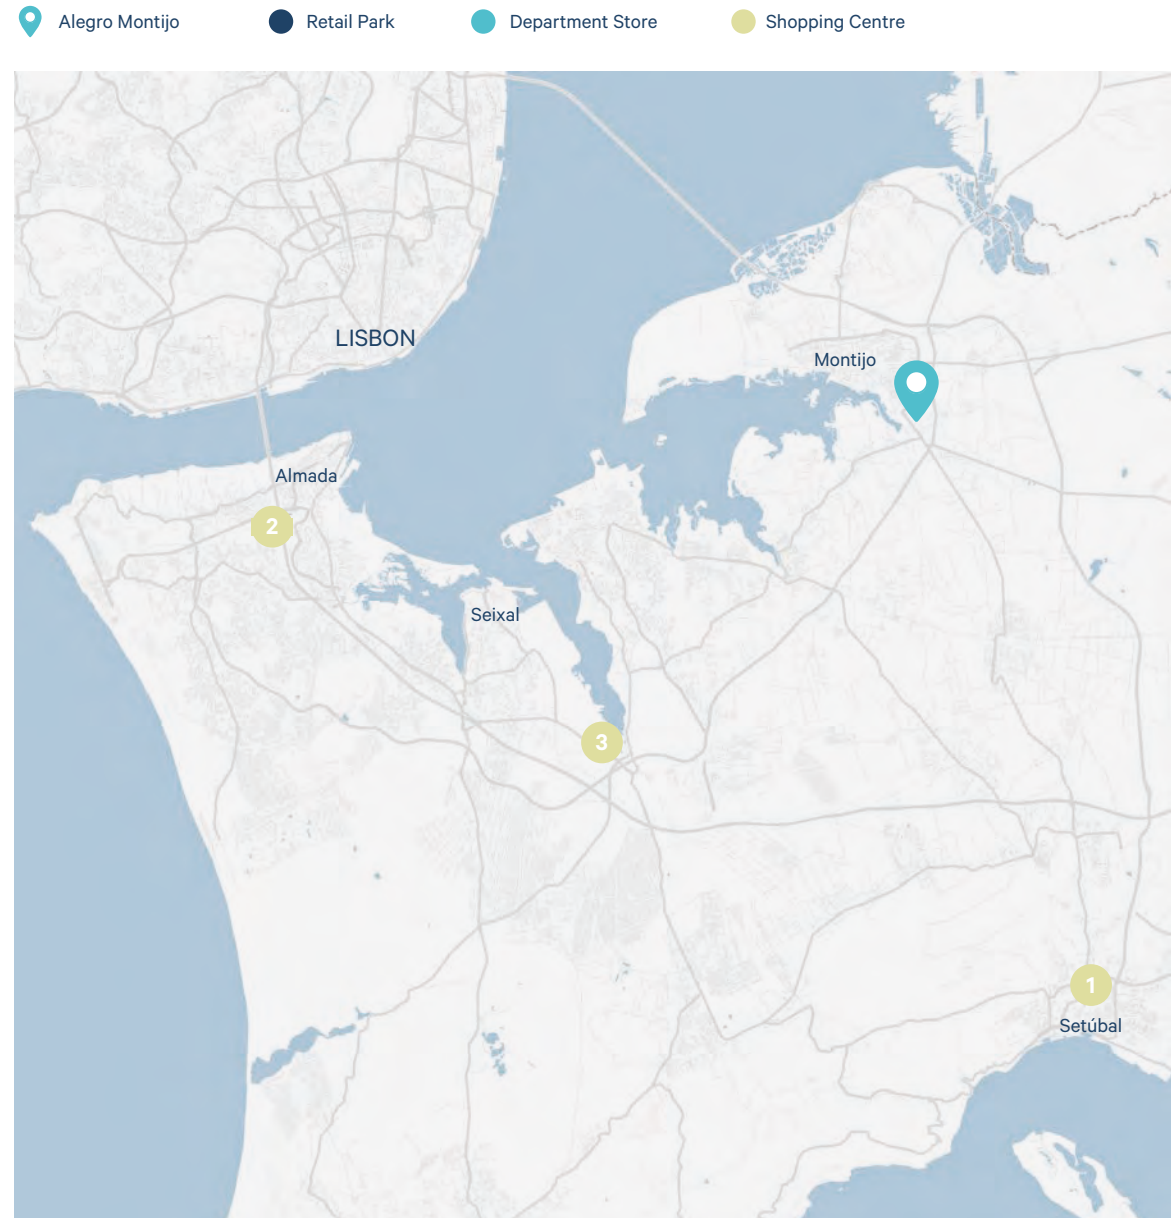 Alegro Montijo
Retail Park
Department Store
Shopping Centre
LISBON
Montijo
Almada
2
Seixal
3
1
Setúbal